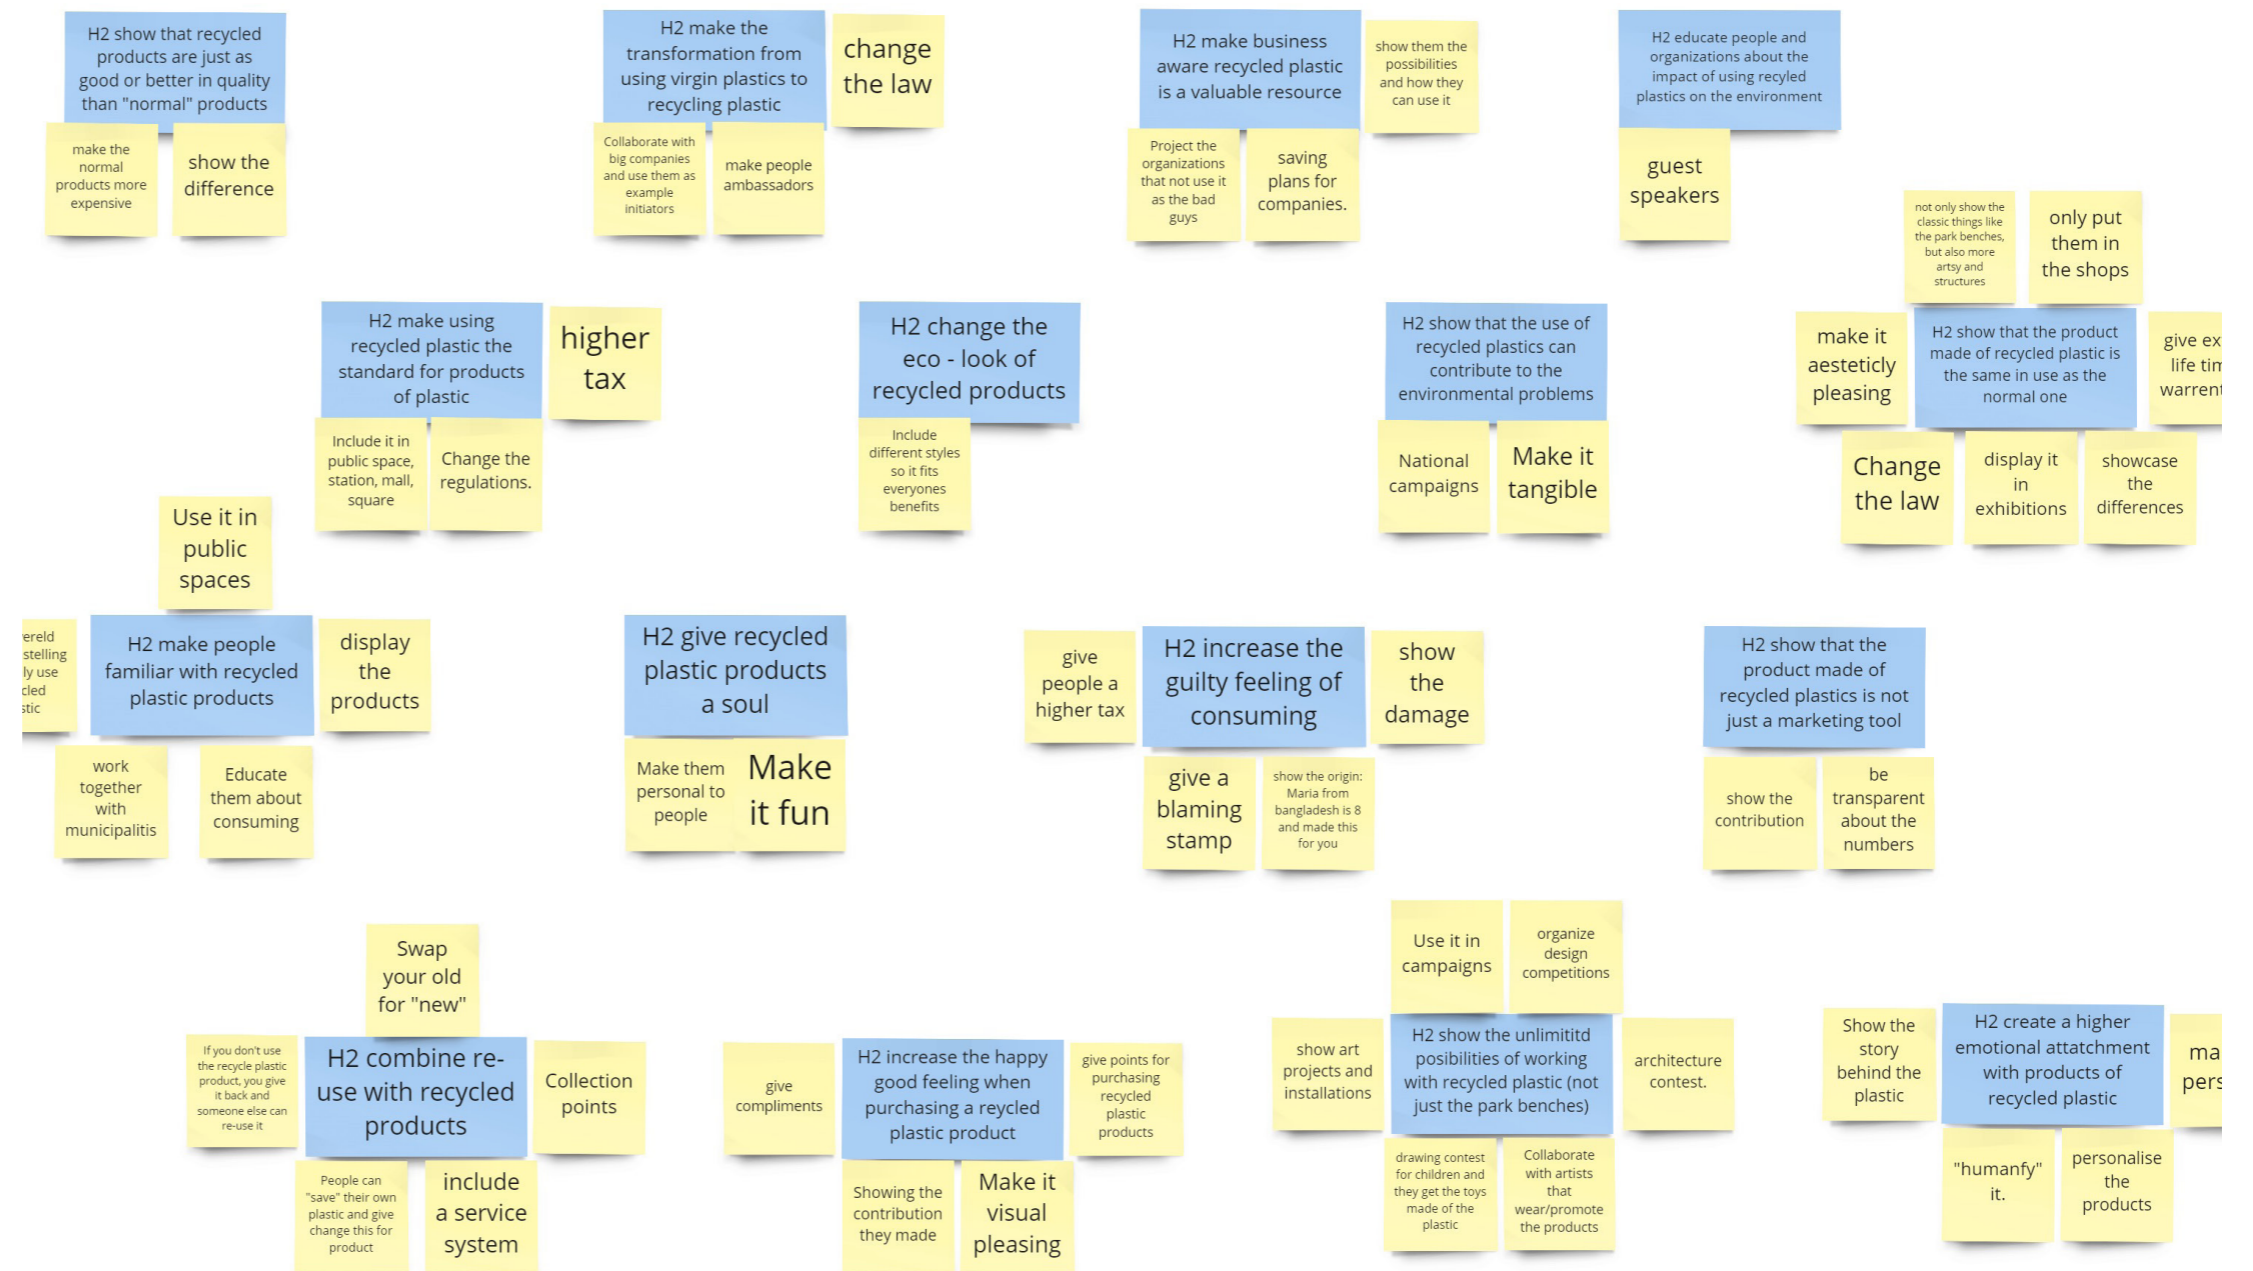 H2 show that recycled
products are just as
good or better in quality
than "normal" products
make the
normal
products more
expensive
show the
difference
H2 make the
transformation from
using virgin plastics to
recycling plastic
change
the law
Collaborate with
big companies
and use them as
example
initiators
make people
ambassadors
H2 make business
aware recycled plastic
is a valuable resource
show them the
possibilities
and how they
can use it
Project the
organizations
that not use it
as the bad
guys
saving
plans for
companies.
H2 educate people and
organizations about the
impact of using recyled
plastics on the environment
guest
speakers
H2 make using
recycled plastic the
standard for products
of plastic
higher
tax
Include it in
public space,
station, mall,
square
Change the
regulations.
H2 change the
eco - look of
recycled products
Include
different styles
so it fits
everyones
benefits
H2 show that the use of
recycled plastics can
contribute to the
environmental problems
National
campaigns
Make it
tangible
not only show the
classic things like
the park benches,
but also more
artsy and
structures
only put
them in
the shops
make it
aesteticly
pleasing
H2 show that the product
made of recycled plastic is
the same in use as the
normal one
give
life
Change
the law
display it
in
exhibitions
showcase
the
differences
Use it in
public
spaces
use
H2 make people
familiar with recycled
plastic products
display
the
products
work
together
with
municipalitis
Educate
them about
consuming
H2 give recycled
plastic products
a soul
Make them
personal to
people
Make
it fun
give
people a
higher tax
H2 increase the
guilty feeling of
consuming
show
the
damage
give a
blaming
stamp
show the origin:
Maria from
bangladesh is 8
and made this
for you
H2 show that the
product made of
recycled plastics is not
just a marketing tool
show the
contribution
be
transparent
about the
numbers
Swap
your old
for "new"
If you don't use
the recycle plastic
product, you give
it back and
someone else can
re-use it
H2 combine re-
use with recycled
products
Collection
points
People can
"save" their own
plastic and give
change this for
product
include
a service
system
give
compliments
H2 increase the happy
good feeling when
purchasing a reycled
plastic product
give points for
purchasing
recycled
plastic
products
Showing the
contribution
they made
Make it
visual
pleasing
Use it in
campaigns
organize
design
competitions
show art
projects and
installations
H2 show the unlimititd
posibilities of working
with recycled plastic (not
just the park benches)
architecture
contest.
drawing contest
for children and
they get the toys
made of the
plastic
Collaborate
with artists
that
wear/promote
the products
Show the
story
behind the
plastic
H2 create a higher
emotional attatchment
with products of
recycled plastic
"humanfy"
it.
personalise
the
products